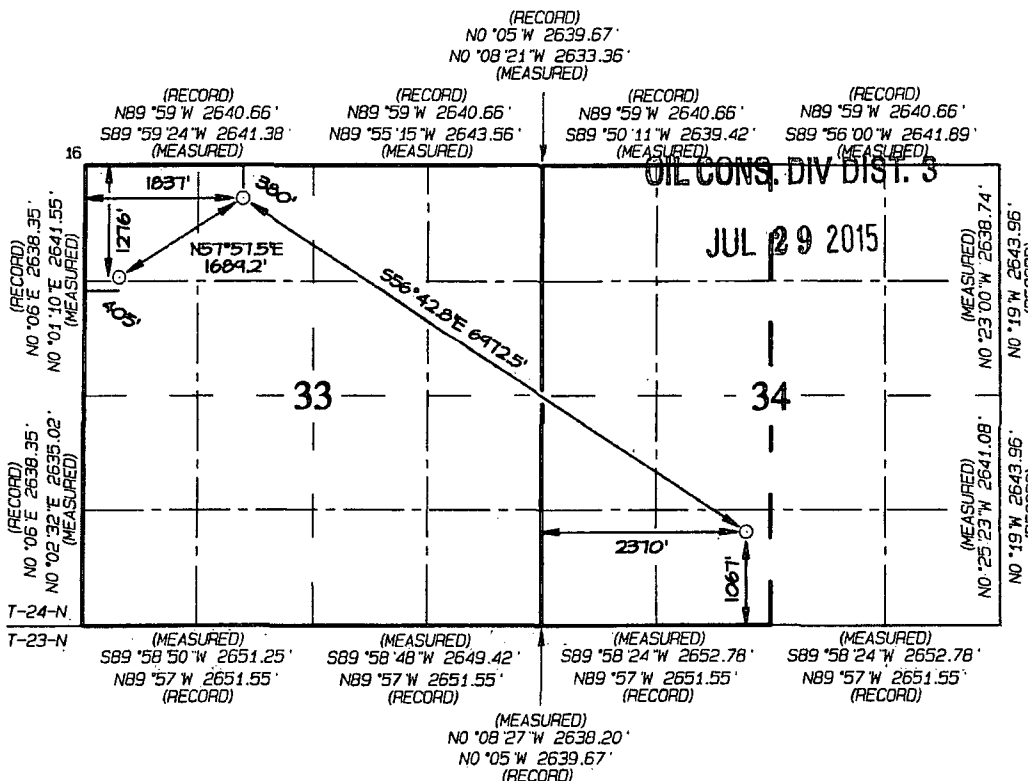 (RECORD)
N0°05'W 2639.67'
N0°08'21"W 2633.36'
(MEASURED)
(RECORD)
N89°59'W 2640.66'
S89°59'24"W 2641.38'
(MEASURED)
(RECORD)
N89°59'W 2640.66'
N89°55'15"W 2643.56'
(MEASURED)
(RECORD)
N89°59'W 2640.66'
S89°50'11"W 2639.42'
(MEASURED)
(RECORD)
N89°59'W 2640.66'
S89°56'00"W 2641.69'
(MEASURED)
OIL CONS. DIV DIST. 3
JUL 29 2015
16
1837'
380'
1276'
N57°57.5'E
1689.2'
405'
S56°42.8'E 6972.5'
33
34
2370'
1067'
(RECORD)
N0°06'E 2638.35'
N0°01'10"E 2641.55'
(MEASURED)
(RECORD)
N0°06'E 2638.35'
N0°02'32"E 2635.02'
(MEASURED)
(MEASURED)
N0°23'00"W 2638.74'
N0°19'W 2643.96'
(RECORD)
(MEASURED)
N0°25'23"W 2641.08'
N0°19'W 2643.96'
(RECORD)
T-24-N
T-23-N
(MEASURED)
S89°58'50"W 2651.25'
N89°57'W 2651.55'
(RECORD)
(MEASURED)
S89°58'48"W 2649.42'
N89°57'W 2651.55'
(RECORD)
(MEASURED)
S89°58'24"W 2652.78'
N89°57'W 2651.55'
(RECORD)
(MEASURED)
S89°58'24"W 2652.78'
N89°57'W 2651.55'
(RECORD)
(MEASURED)
N0°08'27"W 2638.20'
N0°05'W 2639.67'
(RECORD)